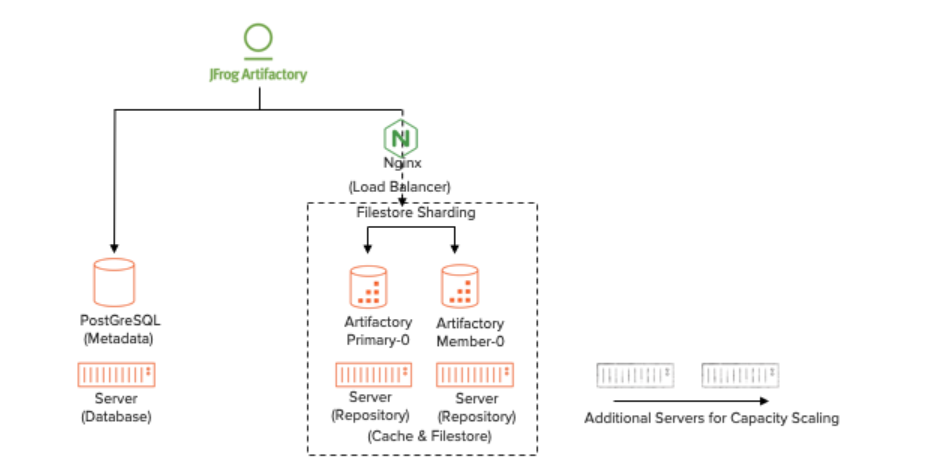 JFrog Artifactory
N
Nginx
(Load Balancer)
Filestore Sharding
PostGreSQL
(Metadata)
Artifactory
Primary-0
Artifactory
Member-0
Server
(Database)
Server
(Repository)
Server
(Repository)
(Cache & Filestore)
Additional Servers for Capacity Scaling